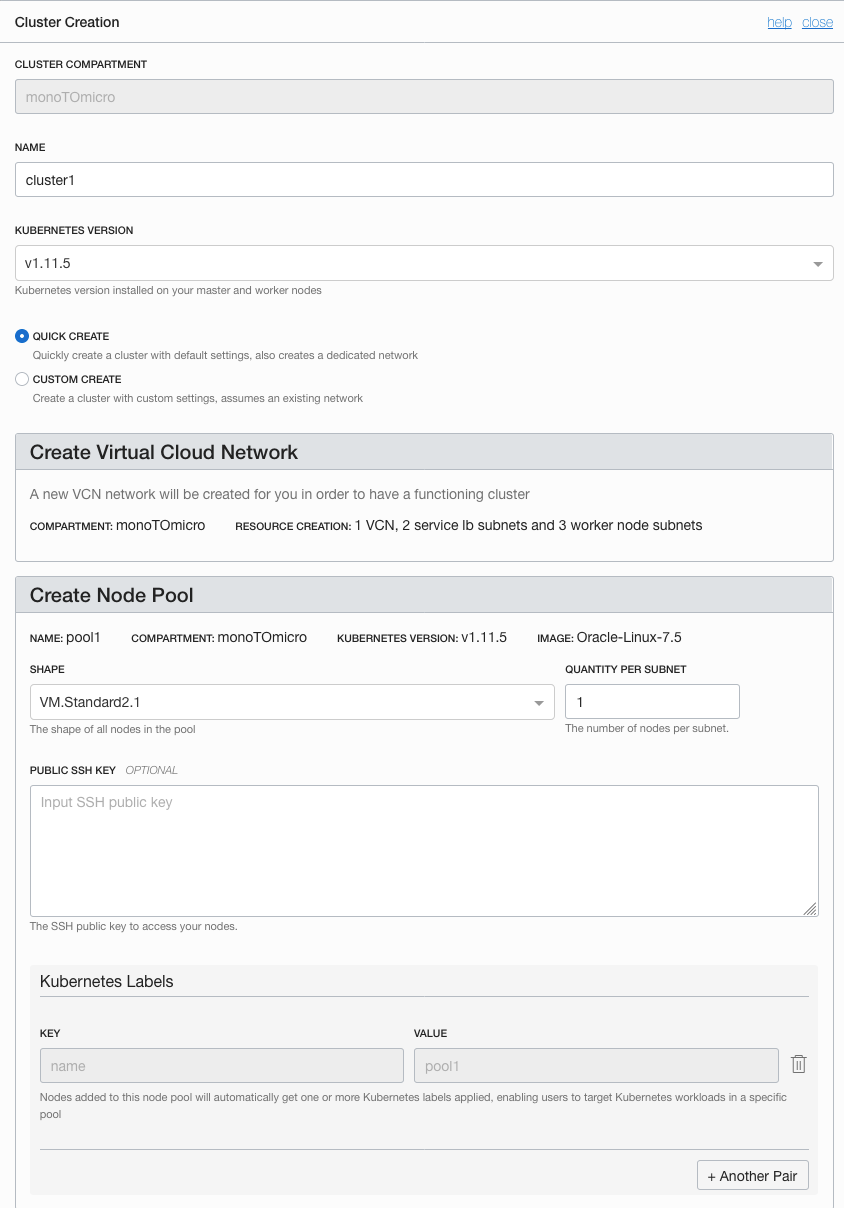 Cluster Creation help close
CLUSTER COMPARTMENT
monoTOmicro
NAME
cluster1
KUBERNETES VERSION
v1.11.5
Kubernetes version installed on your master and worker nodes
QUICK CREATE
Quickly create a cluster with default settings, also creates a dedicated network
CUSTOM CREATE
Create a cluster with custom settings, assumes an existing network
Create Virtual Cloud Network
A new VCN network will be created for you in order to have a functioning cluster
COMPARTMENT: monoTOmicro RESOURCE CREATION: 1 VCN, 2 service lb subnets and 3 worker node subnets
Create Node Pool
NAME: pool1 COMPARTMENT: monoTOmicro KUBERNETES VERSION: v1.11.5 IMAGE: Oracle-Linux-7.5
SHAPE QUANTITY PER SUBNET
VM.Standard2.1 1
The shape of all nodes in the pool The number of nodes per subnet.
PUBLIC SSH KEY OPTIONAL
Input SSH public key
The SSH public key to access your nodes.
Kubernetes Labels
KEY VALUE
name pool1
Nodes added to this node pool will automatically get one or more Kubernetes labels applied, enabling users to target Kubernetes workloads in a specific
pool
+ Another Pair